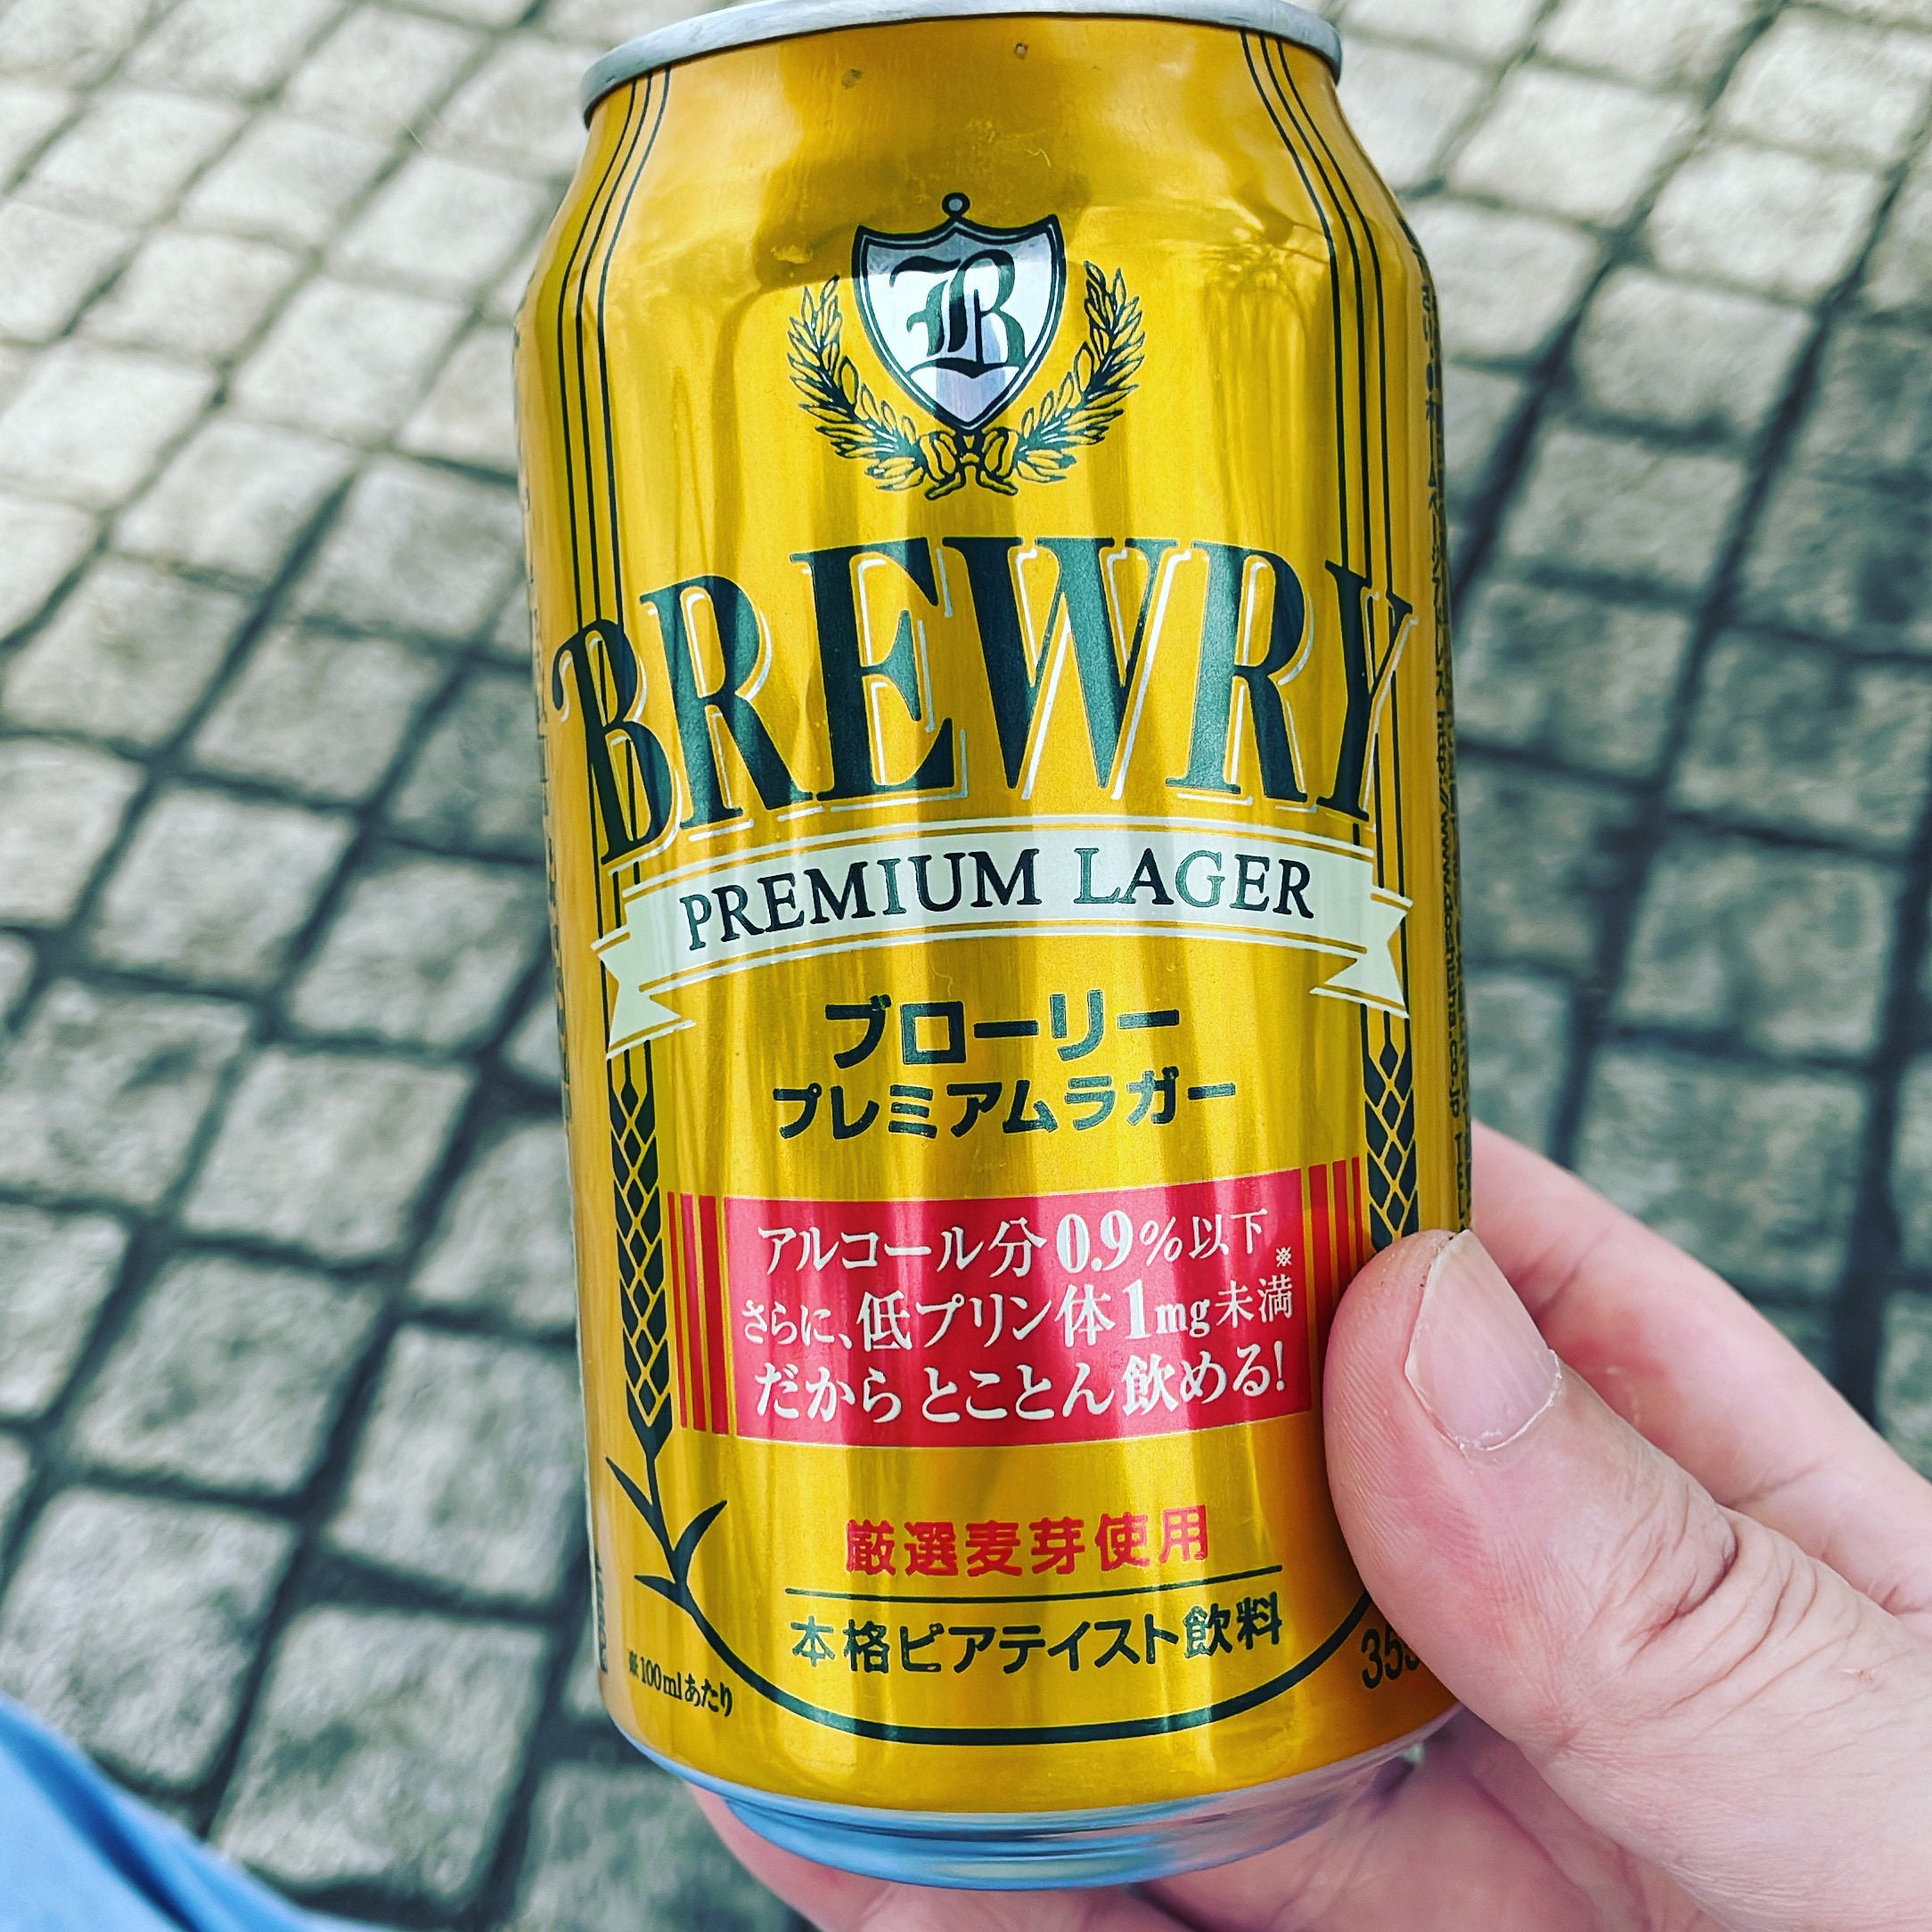 B
BREWRY
PREMIUM LAGER
ブローリー
プレミアムラガー
アルコール分0.9%以下
さらに、低プリン体1mg未満※
だからとことん飲める!
厳選麦芽使用
本格ビアテイスト飲料
※100mlあたり